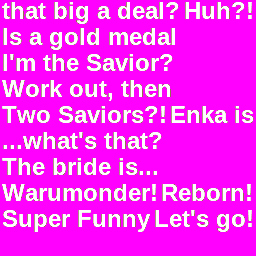 that big a deal? Huh?!
Is a gold medal
I'm the Savior?
Work out, then
Two Saviors?! Enka is
...what's that?
The bride is...
Warumonder! Reborn!
Super Funny Let's go!